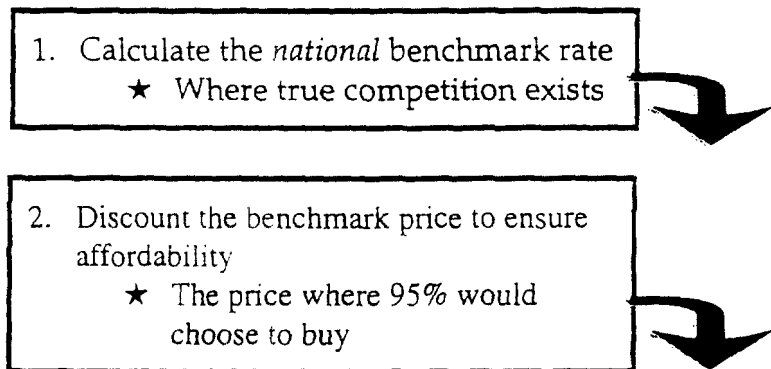 1. Calculate the national benchmark rate
★ Where true competition exists
2. Discount the benchmark price to ensure
affordability
★ The price where 95% would
choose to buy